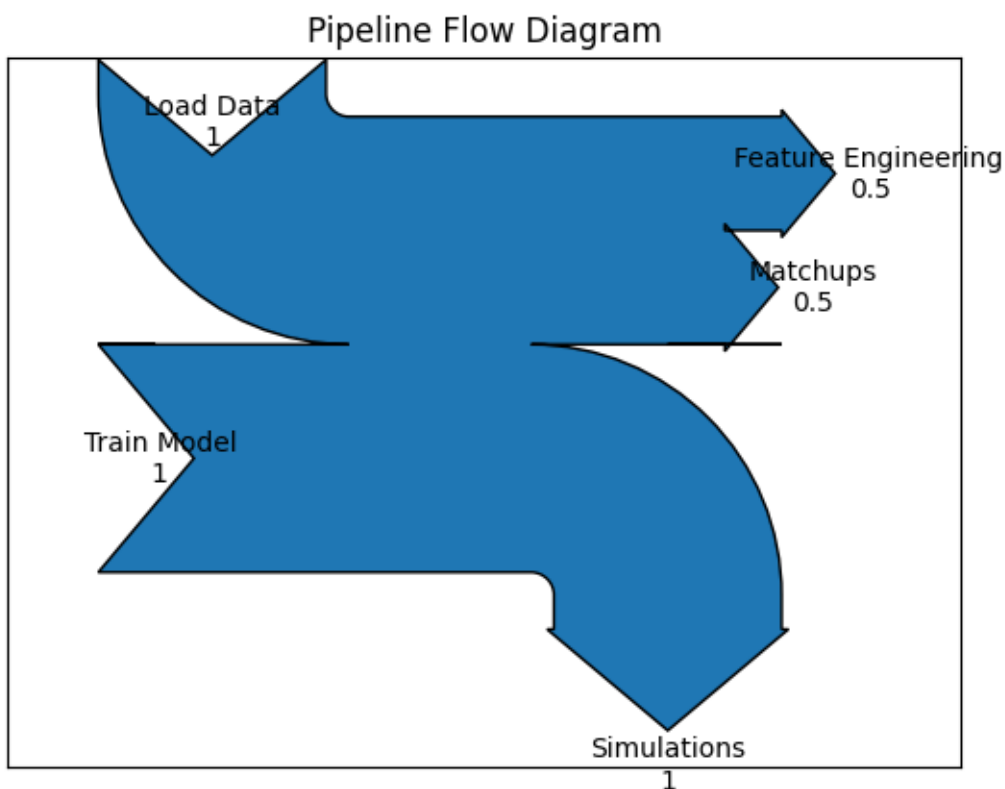 Pipeline Flow Diagram
Load Data
1
Feature Engineering
0.5
Matchups
0.5
Train Model
1
Simulations
1